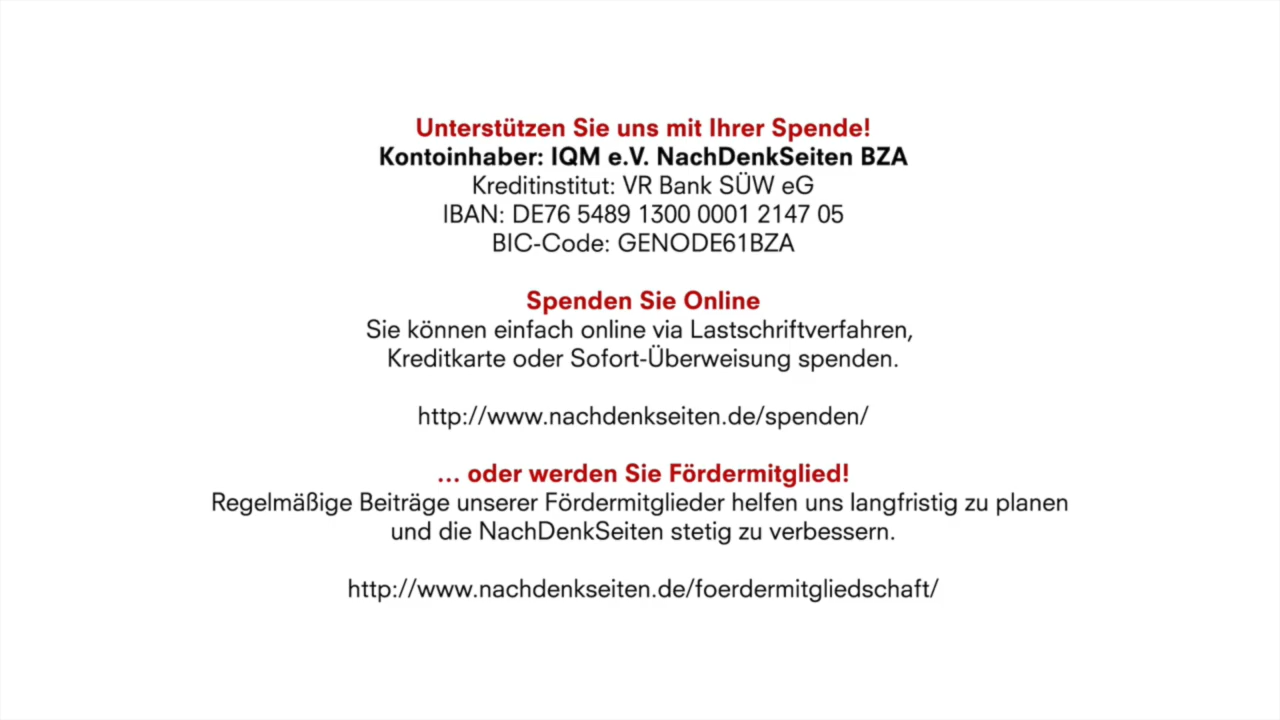 Unterstützen Sie uns mit Ihrer Spende!
Kontoinhaber: IQM e.V. NachDenkSeiten BZA
Kreditinstitut: VR Bank SÜW eG
IBAN: DE76 5489 1300 0001 2147 05
BIC-Code: GENODE61BZA
Spenden Sie Online
Sie können einfach online via Lastschriftverfahren,
Kreditkarte oder Sofort-Überweisung spenden.
http://www.nachdenkseiten.de/spenden/
... oder werden Sie Fördermitglied!
Regelmäßige Beiträge unserer Fördermitglieder helfen uns langfristig zu planen
und die NachDenkSeiten stetig zu verbessern.
http://www.nachdenkseiten.de/foerdermitgliedschaft/